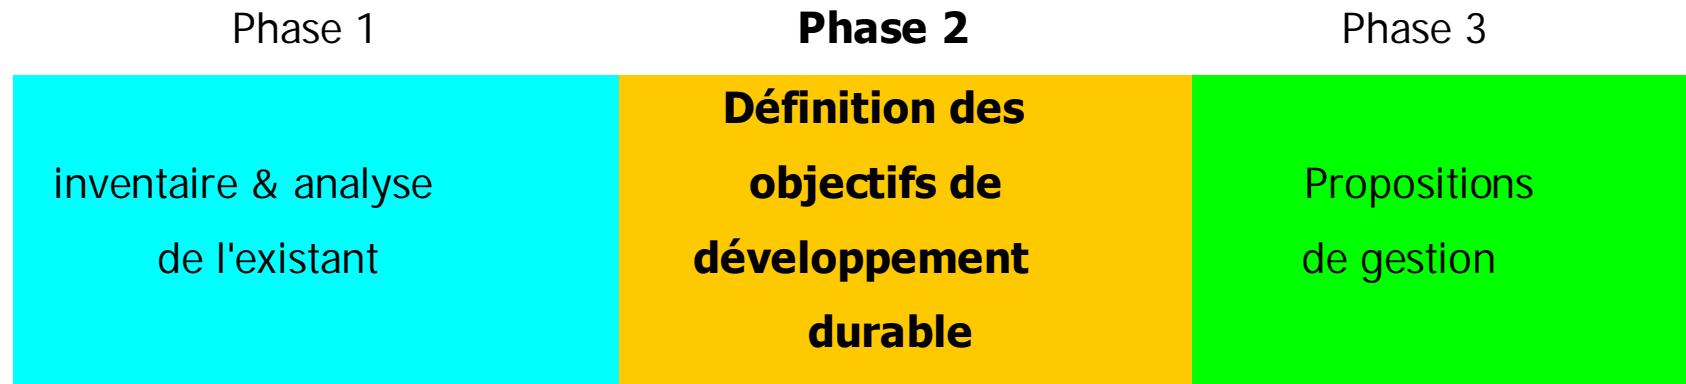 Phase 1
Phase 2
Phase 3
inventaire & analyse
de l'existant
Définition des
objectifs de
développement
durable
Propositions
de gestion